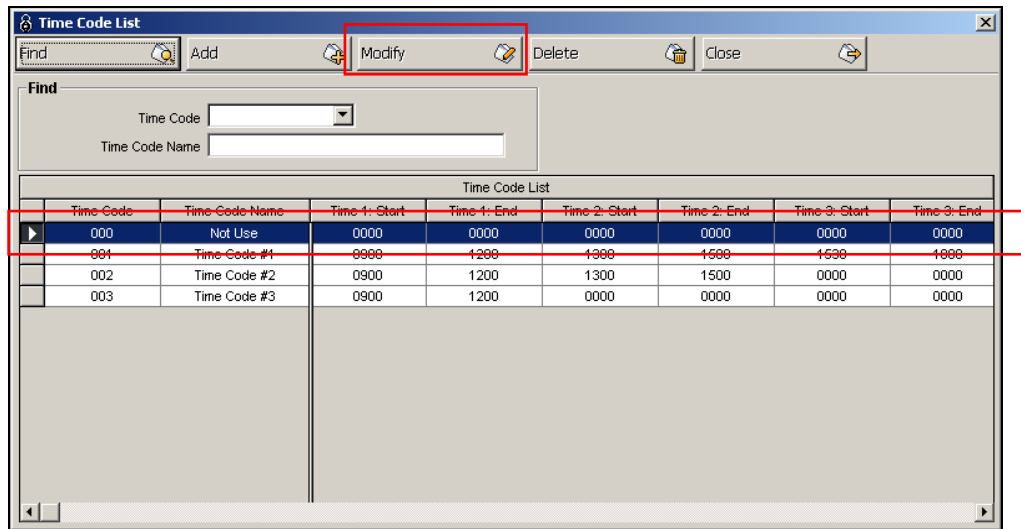 Time Code List
Find Add Modify Delete Close
Find
Time Code
Time Code Name
Time Code List
Time Code Time Code Name Time 1: Start Time 1: End Time 2: Start Time 2: End Time 3: Start Time 3: End
000 Not Use 0000 0000 0000 0000 0000 0000
001 Time Code #1 0900 1200 1300 1500 1530 1800
002 Time Code #2 0900 1200 1300 1500 0000 0000
003 Time Code #3 0900 1200 0000 0000 0000 0000